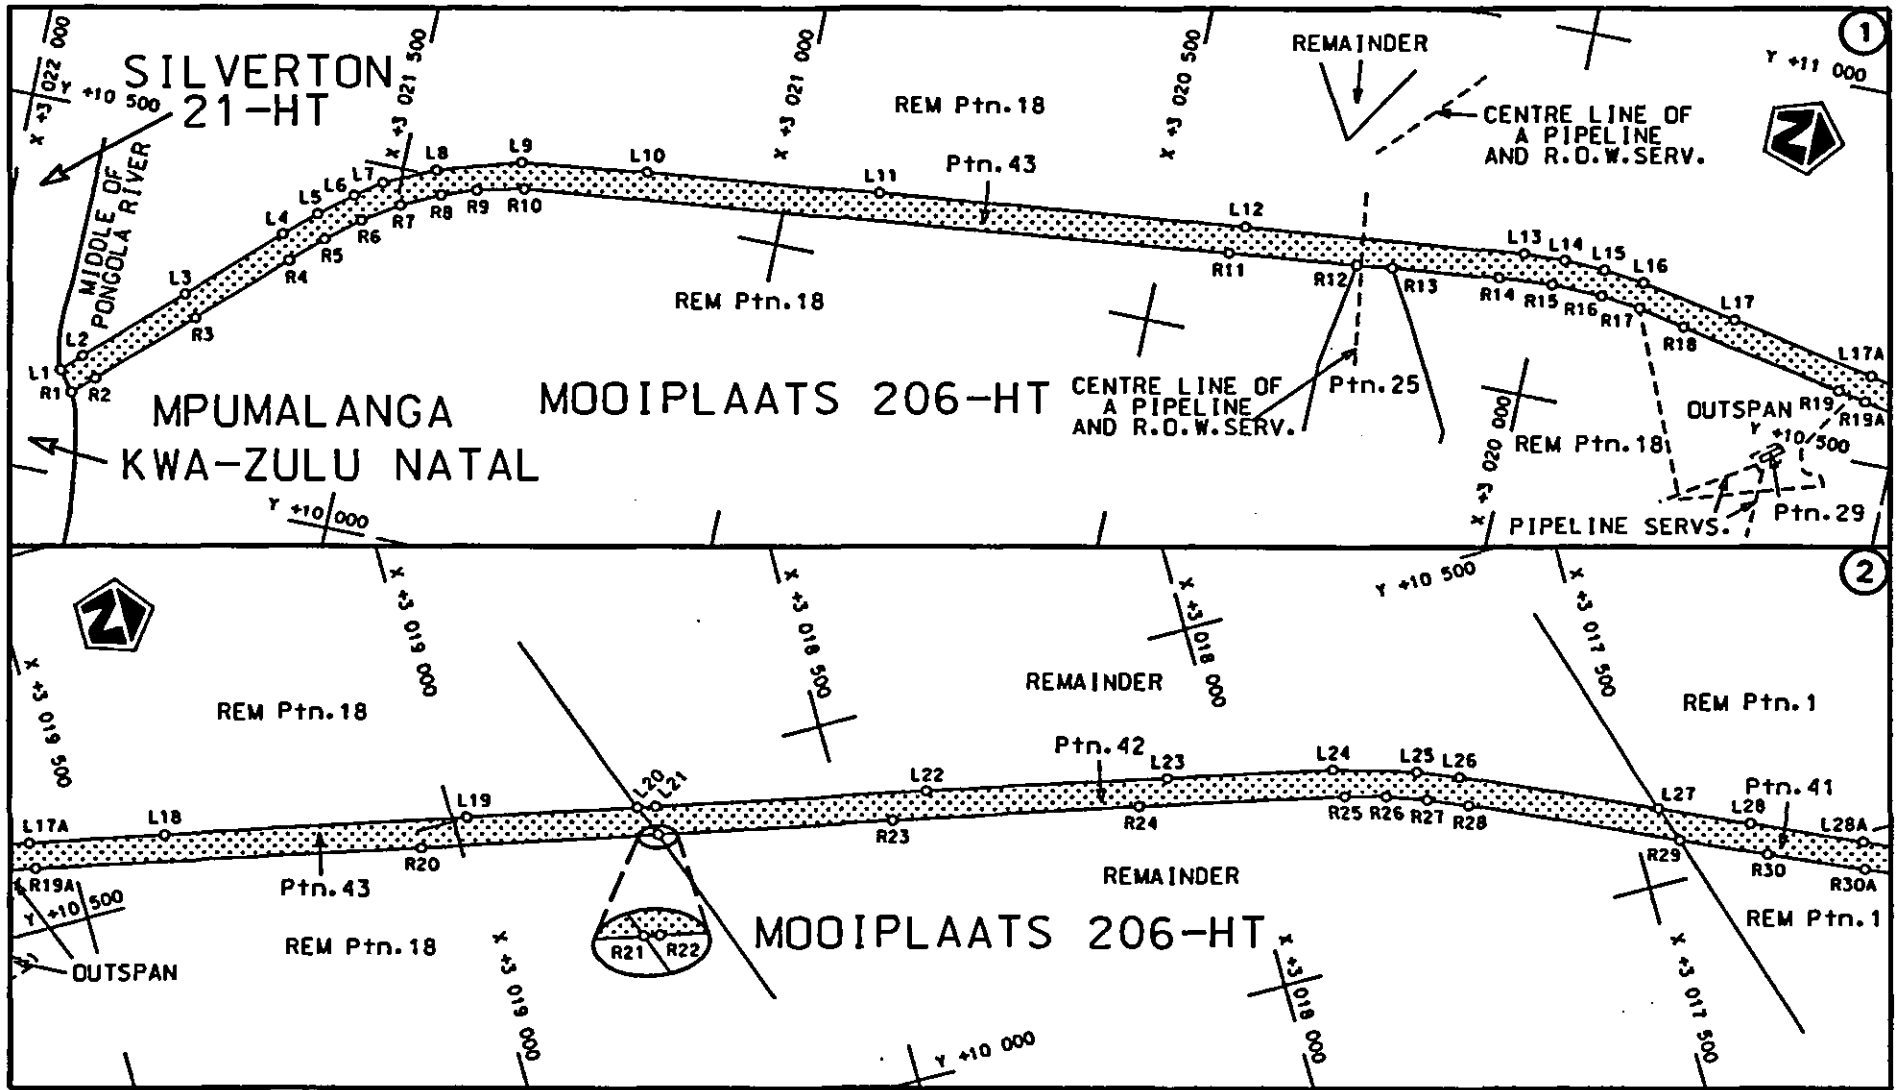 1
X +3 022 000
Y +10 500
SILVERTON
21-HT
X +3 021 500
X +3 021 000
X +3 020 500
REMAINDER
Y +11 000
REM Ptn.18
CENTRE LINE OF
A PIPELINE
AND R.O.W.SERV.
Ptn.43
MIDDLE OF
PONGOLA RIVER
L1
L2
L3
L4
L5
L6
L7
L8
L9
L10
L11
L12
L13
L14
L15
L16
L17
L17A
R1
R2
R3
R4
R5
R6
R7
R8
R9
R10
R11
R12
R13
R14
R15
R16
R17
R18
R19
R19A
REM Ptn.18
MPUMALANGA
KWA-ZULU NATAL
MOOIPLAATS 206-HT
CENTRE LINE OF
A PIPELINE
AND R.O.W.SERV.
Ptn.25
OUTSPAN
Y +10 500
X +3 020 000
REM Ptn.18
Y +10 000
PIPELINE SERVS.
Ptn.29
2
X +3 019 500
X +3 019 000
X +3 018 500
X +3 018 000
Y +10 500
X +3 017 500
REM Ptn.18
REMAINDER
REM Ptn.1
Ptn.42
Ptn.41
L17A
L18
L19
L20
L21
L22
L23
L24
L25
L26
L27
L28
L28A
R19A
R20
R23
R24
R25
R26
R27
R28
R29
R30
R30A
Ptn.43
Y +10 500
REMAINDER
REM Ptn.18
OUTSPAN
R21
R22
MOOIPLAATS 206-HT
REM Ptn.1
X +3 019 000
Y +10 000
X +3 018 000
X +3 017 500